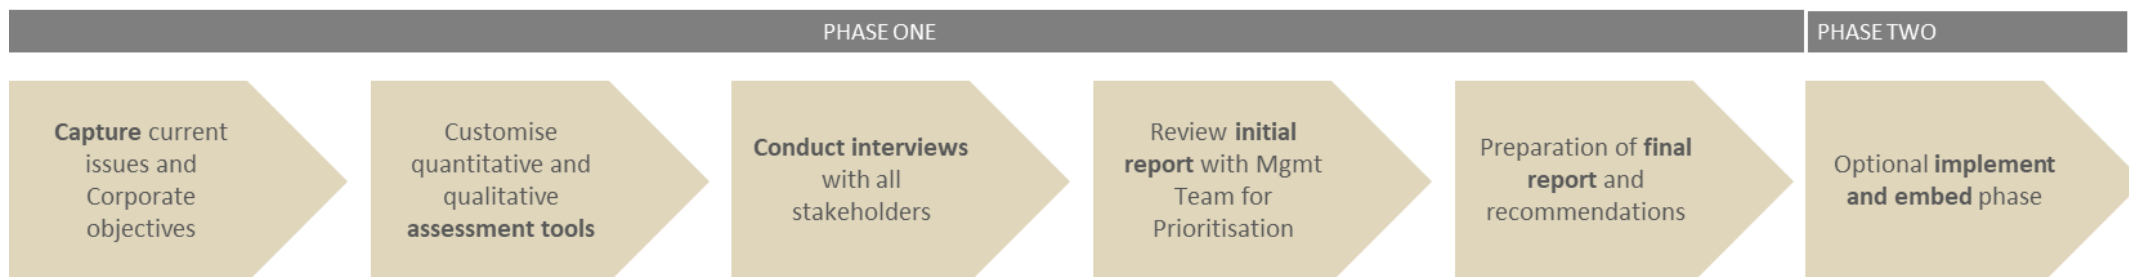 PHASE ONE
PHASE TWO
Capture current
issues and
Corporate
objectives
Customise
quantitative and
qualitative
assessment tools
Conduct interviews
with all
stakeholders
Review initial
report with Mgmt
Team for
Prioritisation
Preparation of final
report and
recommendations
Optional implement
and embed phase